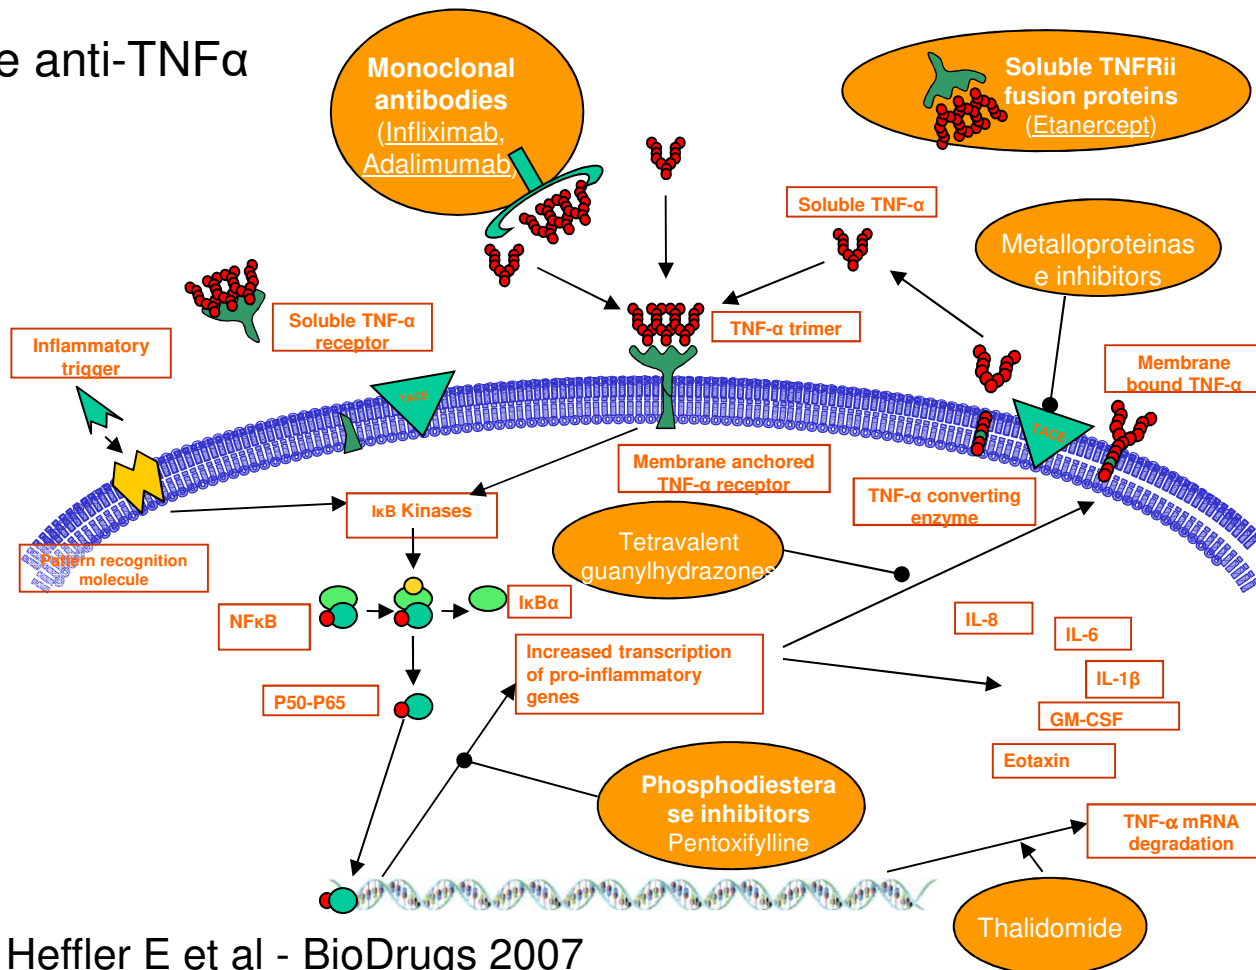 e anti-TNFα
Monoclonal
antibodies
(Infliximab,
Adalimumab)
Soluble TNFRii
fusion proteins
(Etanercept)
Soluble TNF-α
Metalloproteinas
e inhibitors
Soluble TNF-α
receptor
TNF-α trimer
Inflammatory
trigger
Membrane
bound TNF-α
TACE
TACE
Membrane anchored
TNF-α receptor
TNF-α converting
enzyme
IκB Kinases
Pattern recognition
molecule
Tetravalent
guanylhydrazones
NFκB
IκBα
IL-8
IL-6
Increased transcription
of pro-inflammatory
genes
IL-1β
P50-P65
GM-CSF
Eotaxin
Phosphodiestera
se inhibitors
Pentoxifylline
TNF-α mRNA
degradation
Thalidomide
Heffler E et al - BioDrugs 2007